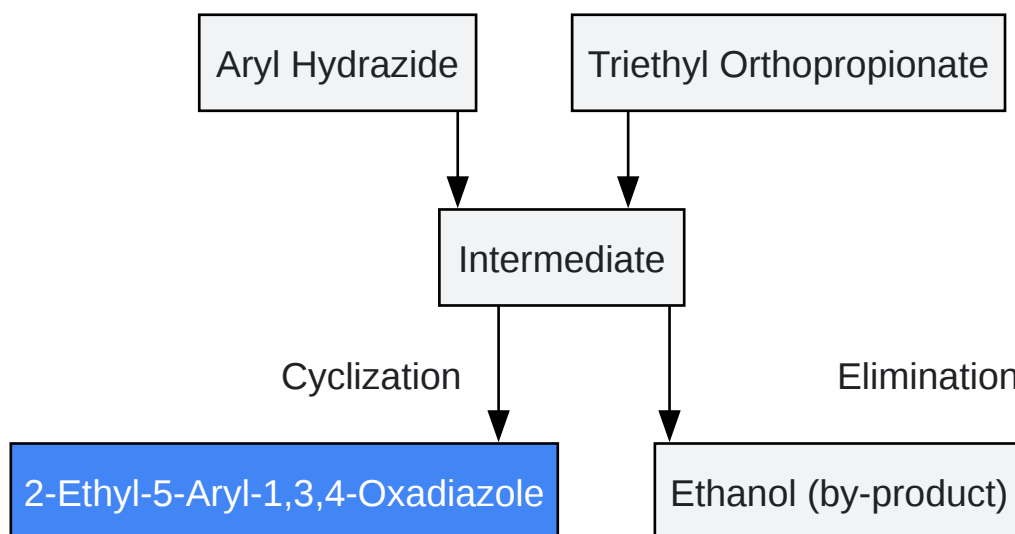 Aryl Hydrazide
Triethyl Orthopropionate
Intermediate
Cyclization
Elimination
2-Ethyl-5-Aryl-1,3,4-Oxadiazole
Ethanol (by-product)